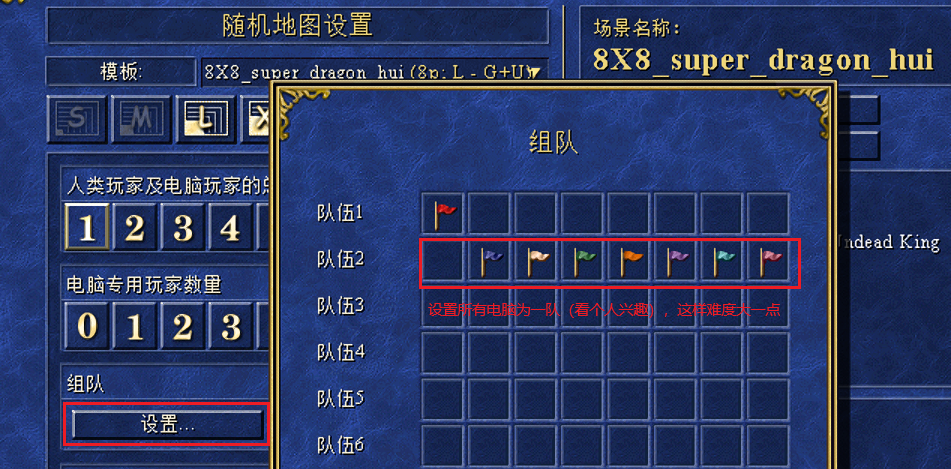 随机地图设置
场景名称:
模板:
8X8_super_dragon_hui (8p: L - G+U)
8X8_super_dragon_hui
S
M
L
组队
人类玩家及电脑玩家的
1
2
3
4
队伍1
队伍2
Undead King
电脑专用玩家数量
队伍3
设置所有电脑为一队（看个人兴趣），这样难度大一点
0
1
2
3
队伍4
组队
队伍5
设置...
队伍6